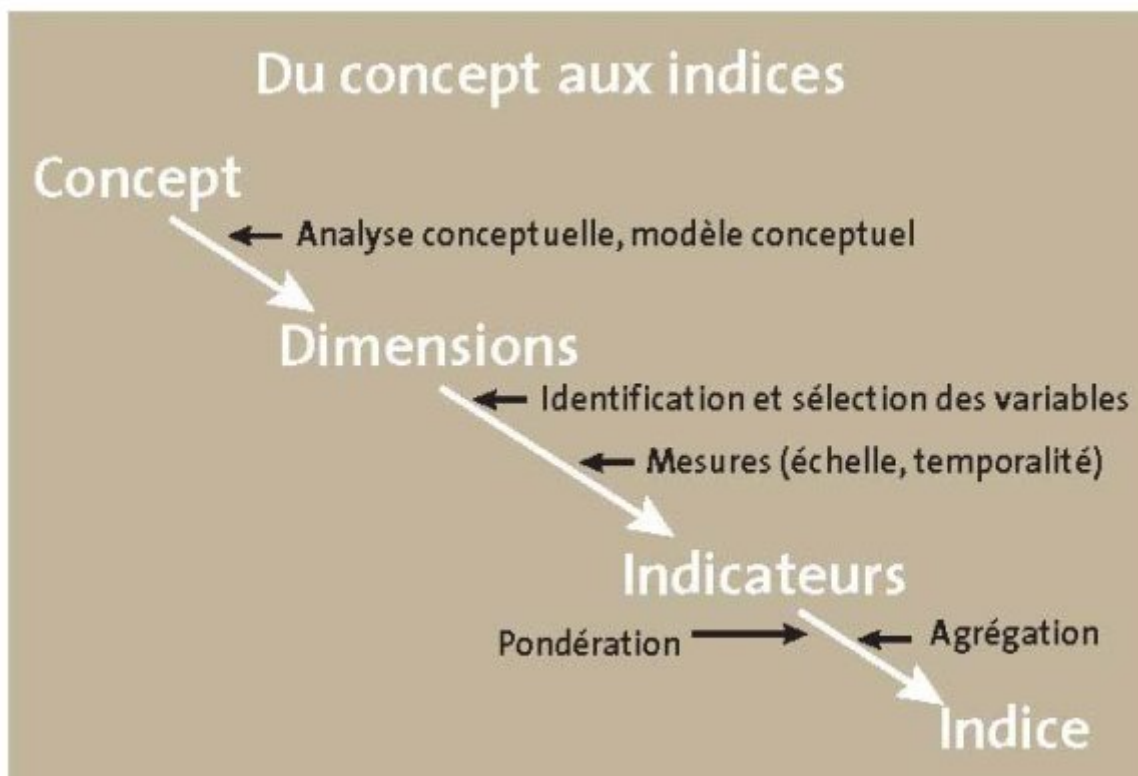 Du concept aux indices
Concept
Analyse conceptuelle, modèle conceptuel
Dimensions
Identification et sélection des variables
Mesures (échelle, temporalité)
Indicateurs
Pondération
Agrégation
Indice